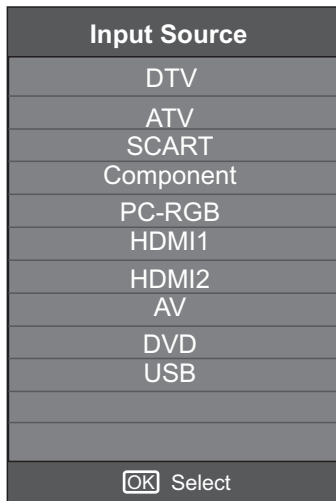 Input Source
DTV
ATV
SCART
Component
PC-RGB
HDMI1
HDMI2
AV
DVD
USB
OK Select